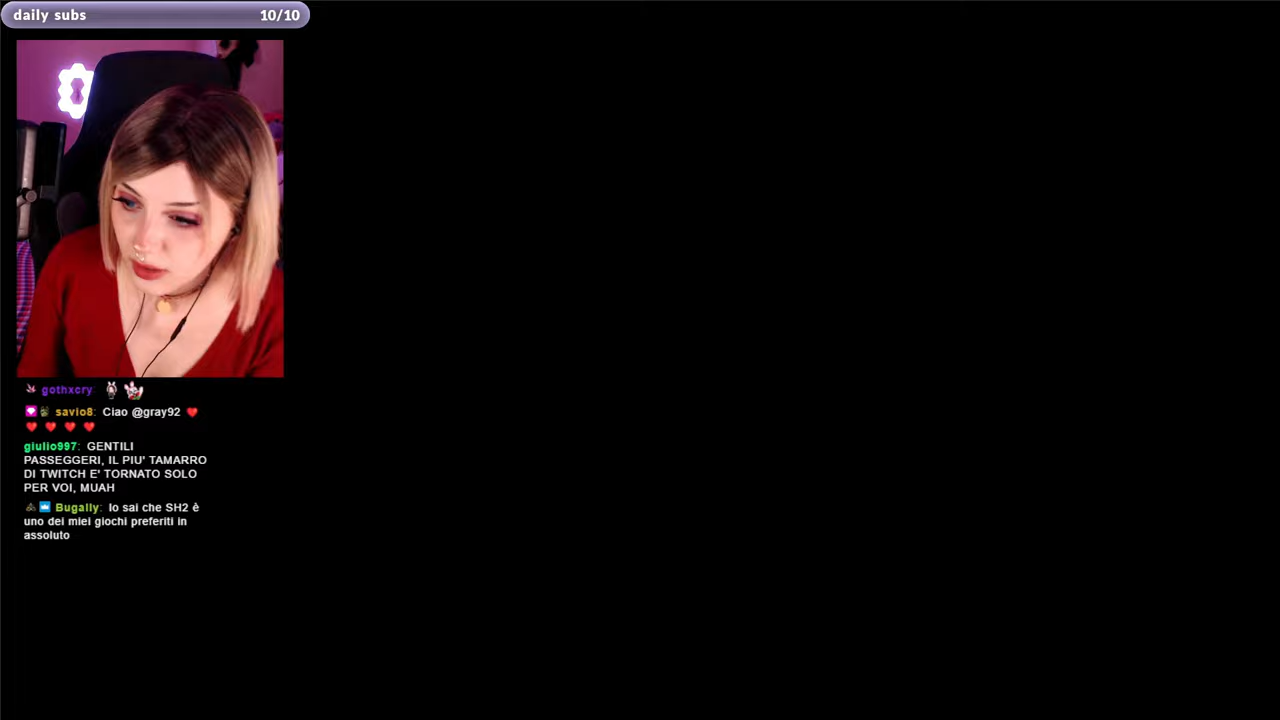 daily subs 10/10
gothxcry:
savio8: Ciao @gray92
giulio997: GENTILI
PASSEGGERI, IL PIU' TAMARRO
DI TWITCH E' TORNATO SOLO
PER VOI, MUAH
Bugally: lo sai che SH2 è
uno dei miei giochi preferiti in
assoluto